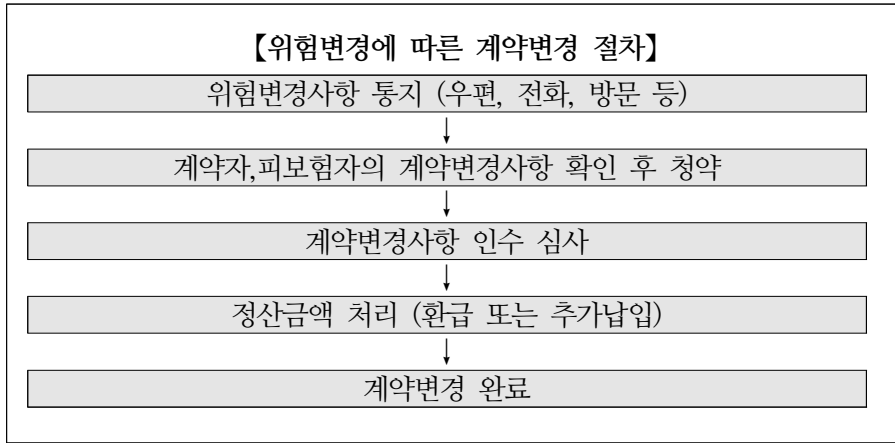 【위험변경에 따른 계약변경 절차】
위험변경사항 통지 (우편, 전화, 방문 등)
계약자,피보험자의 계약변경사항 확인 후 청약
계약변경사항 인수 심사
정산금액 처리 (환급 또는 추가납입)
계약변경 완료